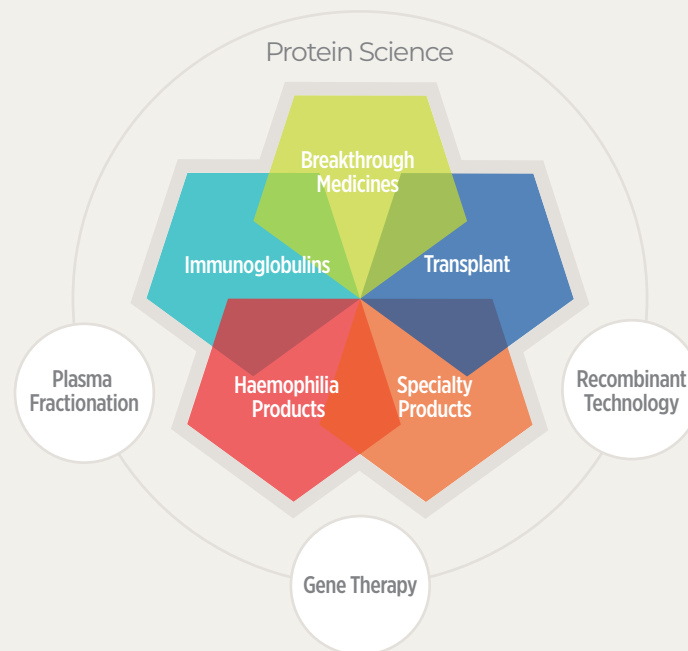 Protein Science
Breakthrough
Medicines
Immunoglobulins
Transplant
Haemophilia
Products
Specialty
Products
Plasma
Fractionation
Recombinant
Technology
Gene Therapy